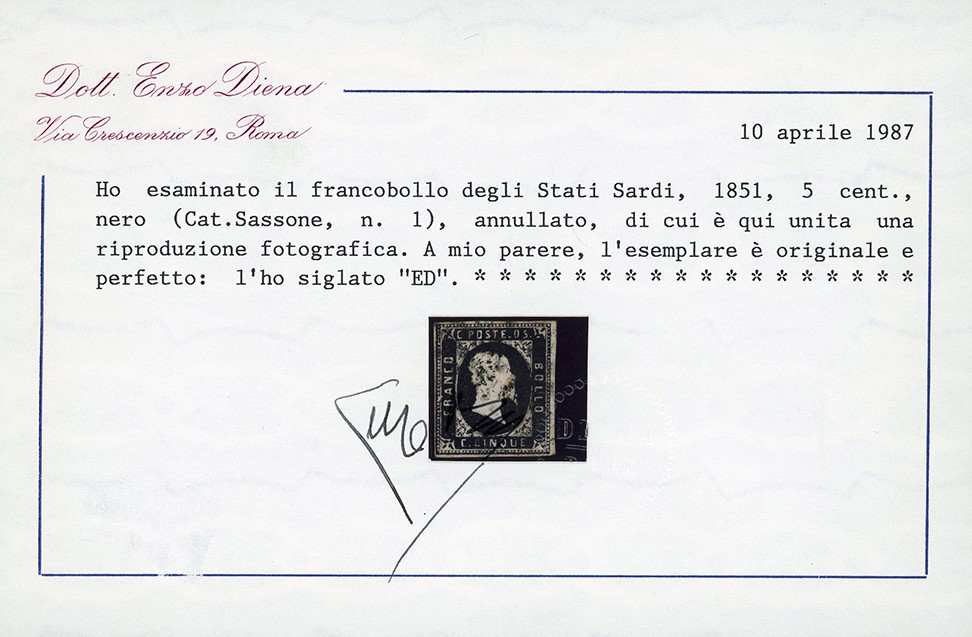 Dott. Enzo Diena
Via Crescenzio 19, Roma
10 aprile 1987
Ho esaminato il francobollo degli Stati Sardi, 1851, 5 cent.,
nero (Cat.Sassone, n. 1), annullato, di cui è qui unita una
riproduzione fotografica. A mio parere, l'esemplare è originale e
perfetto: l'ho siglato "ED". * * * * * * * * * * * * * * * * * *
C. POSTE. DS.
FRANCO
BOLLO
C. CINQUE